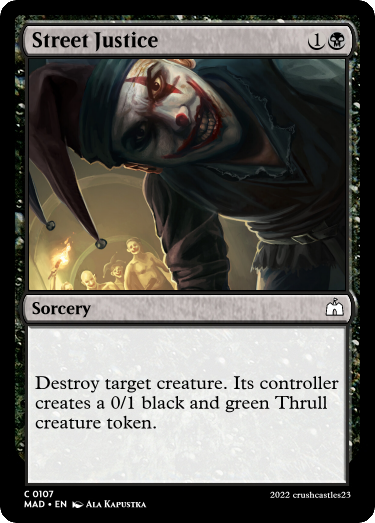 Street Justice 1
Sorcery
Destroy target creature. Its controller
creates a 0/1 black and green Thrull
creature token.
C 0107
MAD • EN Ala Kapustka
2022 crushcastles23